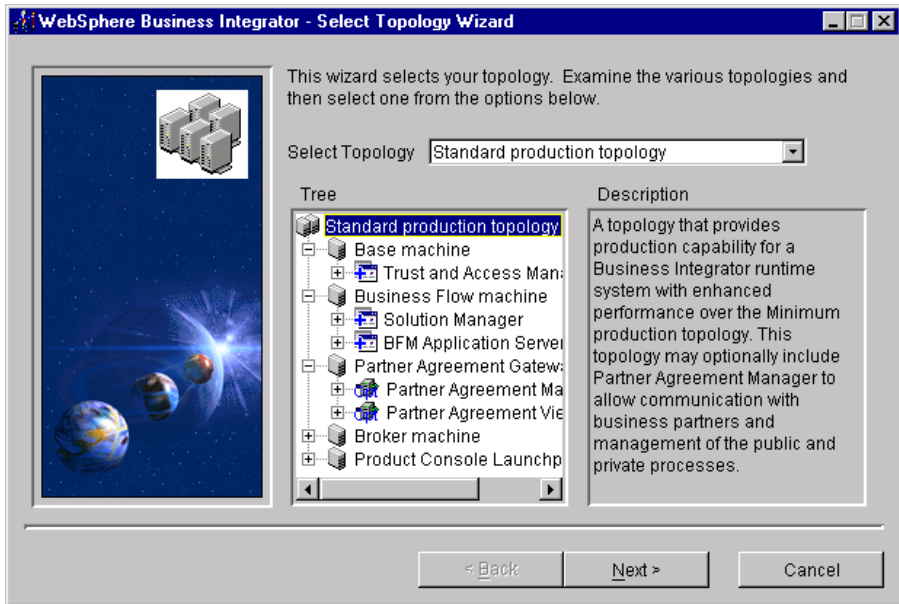 WebSphere Business Integrator - Select Topology Wizard
This wizard selects your topology. Examine the various topologies and
then select one from the options below.
Select Topology Standard production topology
Tree
Standard production topology
Base machine
Trust and Access Man
Business Flow machine
Solution Manager
BFM Application Server
Partner Agreement Gatew
Partner Agreement Ma
Partner Agreement Vie
Broker machine
Product Console Launchp
Description
A topology that provides
production capability for a
Business Integrator runtime
system with enhanced
performance over the Minimum
production topology. This
topology may optionally include
Partner Agreement Manager to
allow communication with
business partners and
management of the public and
private processes.
< Back
Next >
Cancel